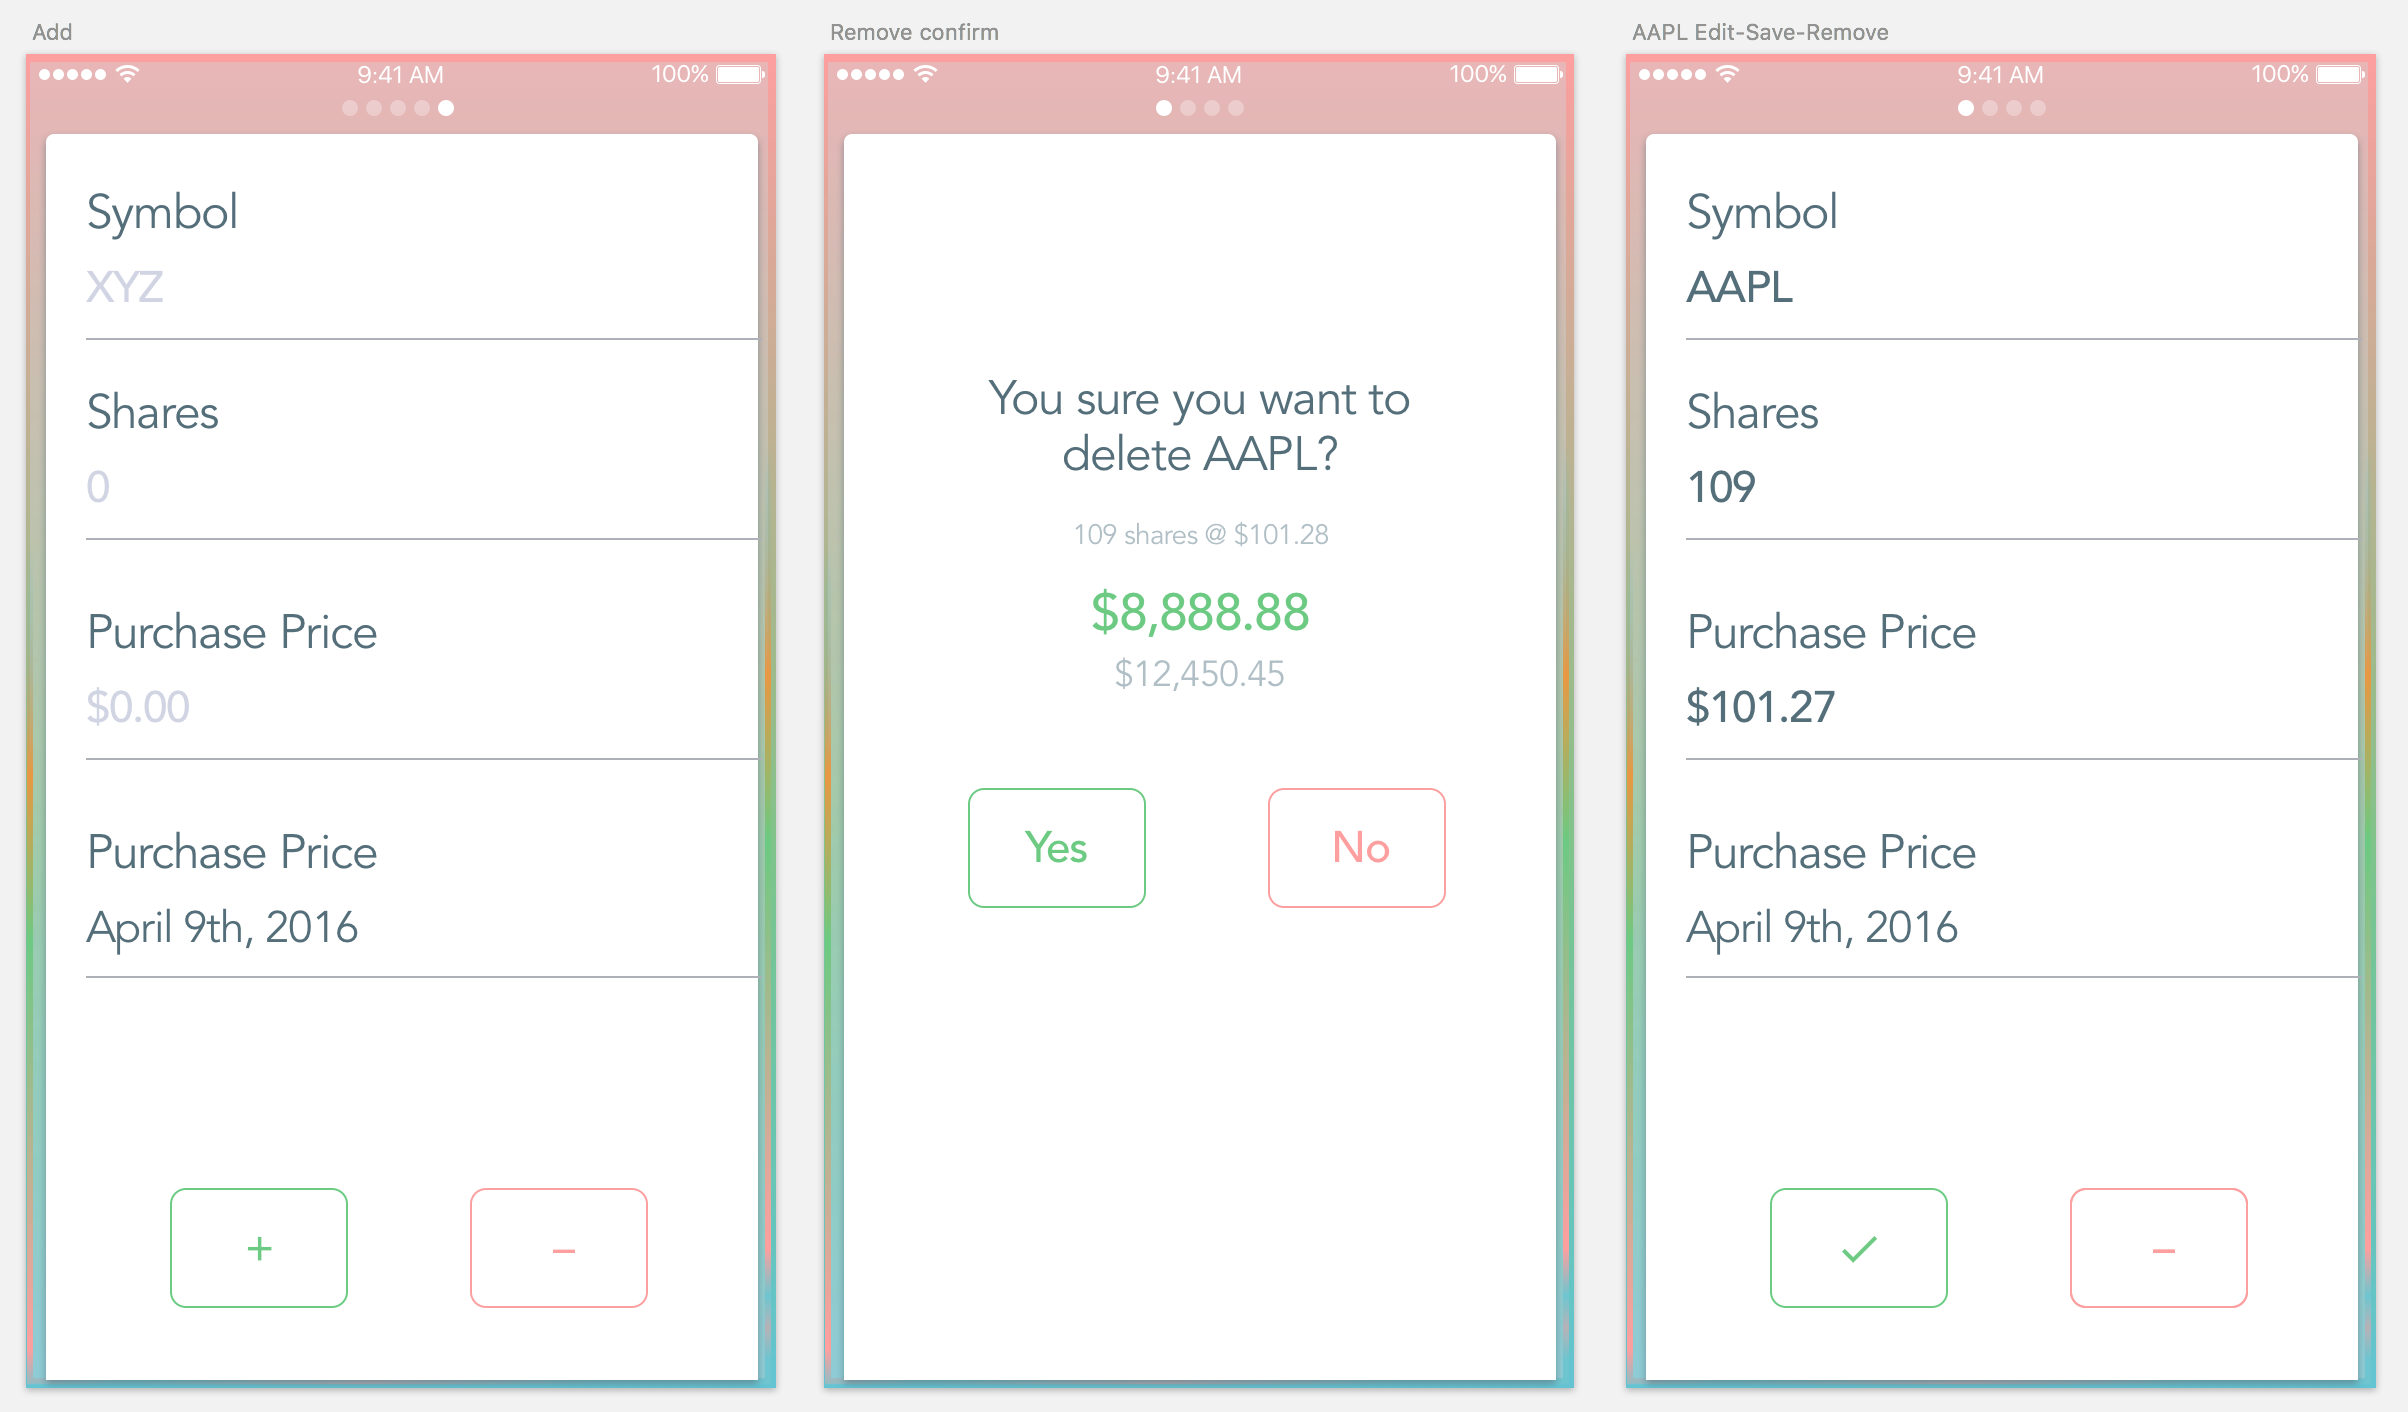 Add
9:41 AM
100%
Symbol
XYZ
Shares
0
Purchase Price
$0.00
Purchase Price
April 9th, 2016
+
–
Remove confirm
9:41 AM
100%
You sure you want to
delete AAPL?
109 shares @ $101.28
$8,888.88
$12,450.45
Yes
No
AAPL Edit-Save-Remove
9:41 AM
100%
Symbol
AAPL
Shares
109
Purchase Price
$101.27
Purchase Price
April 9th, 2016
–